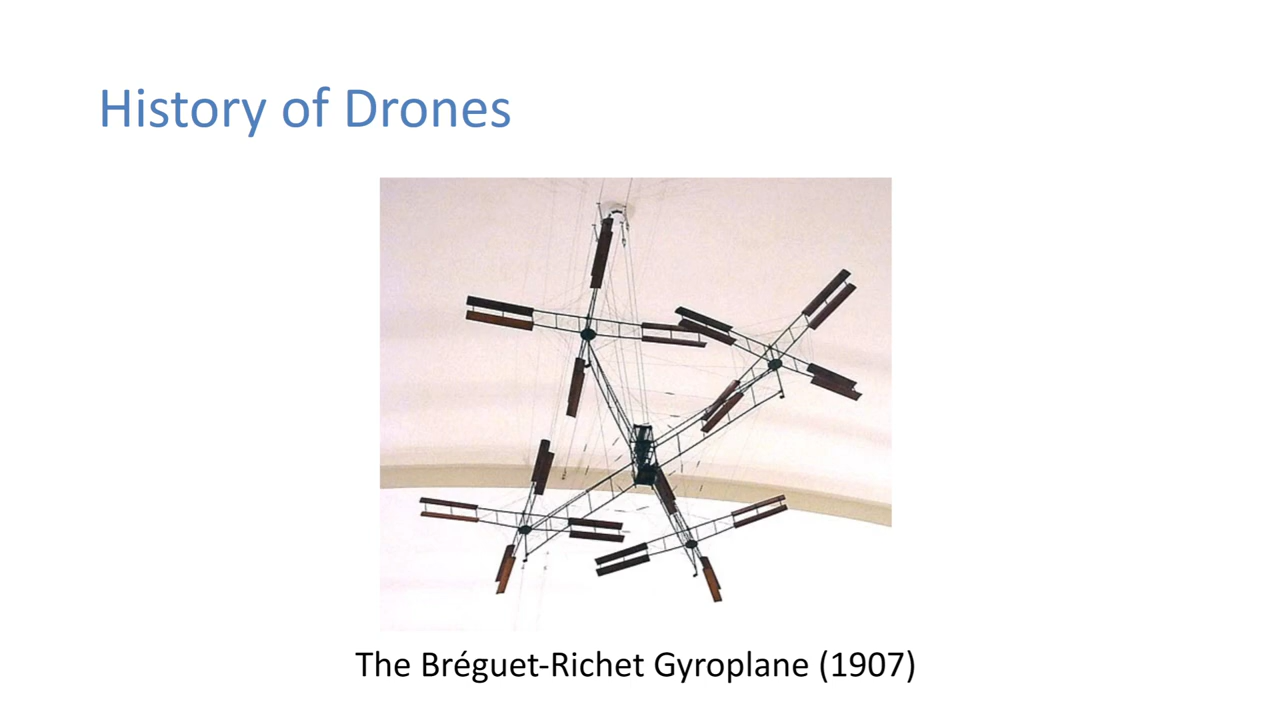 History of Drones
The Bréguet-Richet Gyroplane (1907)